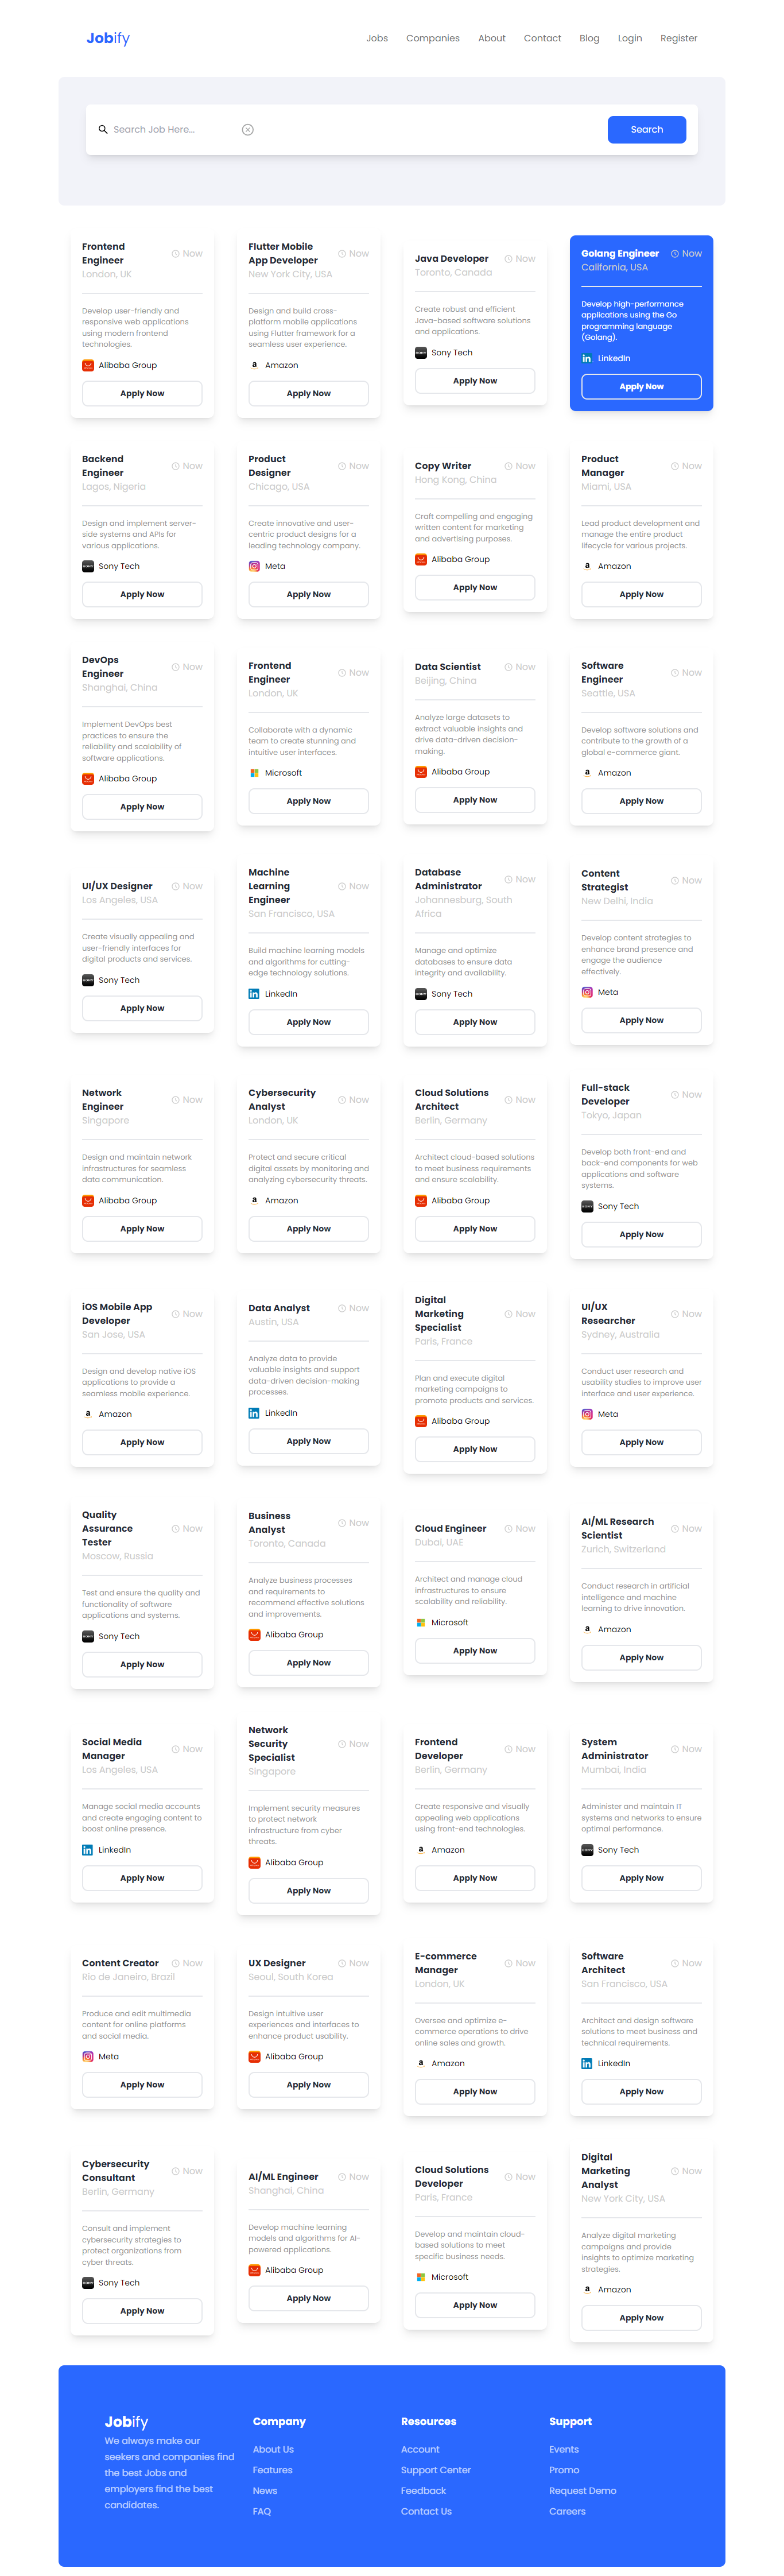 Jobify
Jobs Companies About Contact Blog Login Register
Search Job Here...
Search
Frontend
Engineer
Now
London, UK
Develop user-friendly and
responsive web applications
using modern frontend
technologies.
Alibaba Group
Apply Now
Flutter Mobile
App Developer
Now
New York City, USA
Design and build cross-
platform mobile applications
using Flutter framework for a
seamless user experience.
Amazon
Apply Now
Java Developer
Now
Toronto, Canada
Create robust and efficient
Java-based software solutions
and applications.
Sony Tech
Apply Now
Golang Engineer
Now
California, USA
Develop high-performance
applications using the Go
programming language
(Golang).
LinkedIn
Apply Now
Backend
Engineer
Now
Lagos, Nigeria
Design and implement server-
side systems and APIs for
various applications.
Sony Tech
Apply Now
Product
Designer
Now
Chicago, USA
Create innovative and user-
centric product designs for a
leading technology company.
Meta
Apply Now
Copy Writer
Now
Hong Kong, China
Craft compelling and engaging
written content for marketing
and advertising purposes.
Alibaba Group
Apply Now
Product
Manager
Now
Miami, USA
Lead product development and
manage the entire product
lifecycle for various projects.
Amazon
Apply Now
DevOps
Engineer
Now
Shanghai, China
Implement DevOps best
practices to ensure the
reliability and scalability of
software applications.
Alibaba Group
Apply Now
Frontend
Engineer
Now
London, UK
Collaborate with a dynamic
team to create stunning and
intuitive user interfaces.
Microsoft
Apply Now
Data Scientist
Now
Beijing, China
Analyze large datasets to
extract valuable insights and
drive data-driven decision-
making.
Alibaba Group
Apply Now
Software
Engineer
Now
Seattle, USA
Develop software solutions and
contribute to the growth of a
global e-commerce giant.
Amazon
Apply Now
UI/UX Designer
Now
Los Angeles, USA
Create visually appealing and
user-friendly interfaces for
digital products and services.
Sony Tech
Apply Now
Machine
Learning
Engineer
Now
San Francisco, USA
Build machine learning models
and algorithms for cutting-
edge technology solutions.
LinkedIn
Apply Now
Database
Administrator
Now
Johannesburg, South
Africa
Manage and optimize
databases to ensure data
integrity and availability.
Sony Tech
Apply Now
Content
Strategist
Now
New Delhi, India
Develop content strategies to
enhance brand presence and
engage the audience
effectively.
Meta
Apply Now
Network
Engineer
Now
Singapore
Design and maintain network
infrastructures for seamless
data communication.
Alibaba Group
Apply Now
Cybersecurity
Analyst
Now
London, UK
Protect and secure critical
digital assets by monitoring and
analyzing cybersecurity threats.
Amazon
Apply Now
Cloud Solutions
Architect
Now
Berlin, Germany
Architect cloud-based solutions
to meet business requirements
and ensure scalability.
Alibaba Group
Apply Now
Full-stack
Developer
Now
Tokyo, Japan
Develop both front-end and
back-end components for web
applications and software
systems.
Sony Tech
Apply Now
iOS Mobile App
Developer
Now
San Jose, USA
Design and develop native iOS
applications to provide a
seamless mobile experience.
Amazon
Apply Now
Data Analyst
Now
Austin, USA
Analyze data to provide
valuable insights and support
data-driven decision-making
processes.
LinkedIn
Apply Now
Digital
Marketing
Specialist
Now
Paris, France
Plan and execute digital
marketing campaigns to
promote products and services.
Alibaba Group
Apply Now
UI/UX
Researcher
Now
Sydney, Australia
Conduct user research and
usability studies to improve user
interface and user experience.
Meta
Apply Now
Quality
Assurance
Tester
Now
Moscow, Russia
Test and ensure the quality and
functionality of software
applications and systems.
Sony Tech
Apply Now
Business
Analyst
Now
Toronto, Canada
Analyze business processes
and requirements to
recommend effective solutions
and improvements.
Alibaba Group
Apply Now
Cloud Engineer
Now
Dubai, UAE
Architect and manage cloud
infrastructures to ensure
scalability and reliability.
Microsoft
Apply Now
AI/ML Research
Scientist
Now
Zurich, Switzerland
Conduct research in artificial
intelligence and machine
learning to drive innovation.
Amazon
Apply Now
Social Media
Manager
Now
Los Angeles, USA
Manage social media accounts
and create engaging content to
boost online presence.
LinkedIn
Apply Now
Network
Security
Specialist
Now
Singapore
Implement security measures
to protect network
infrastructure from cyber
threats.
Alibaba Group
Apply Now
Frontend
Developer
Now
Berlin, Germany
Create responsive and visually
appealing web applications
using front-end technologies.
Amazon
Apply Now
System
Administrator
Now
Mumbai, India
Administer and maintain IT
systems and networks to ensure
optimal performance.
Sony Tech
Apply Now
Content Creator
Now
Rio de Janeiro, Brazil
Produce and edit multimedia
content for online platforms
and social media.
Meta
Apply Now
UX Designer
Now
Seoul, South Korea
Design intuitive user
experiences and interfaces to
enhance product usability.
Alibaba Group
Apply Now
E-commerce
Manager
Now
London, UK
Oversee and optimize e-
commerce operations to drive
online sales and growth.
Amazon
Apply Now
Software
Architect
Now
San Francisco, USA
Architect and design software
solutions to meet business and
technical requirements.
LinkedIn
Apply Now
Cybersecurity
Consultant
Now
Berlin, Germany
Consult and implement
cybersecurity strategies to
protect organizations from
cyber threats.
Sony Tech
Apply Now
AI/ML Engineer
Now
Shanghai, China
Develop machine learning
models and algorithms for AI-
powered applications.
Alibaba Group
Apply Now
Cloud Solutions
Developer
Now
Paris, France
Develop and maintain cloud-
based solutions to meet
specific business needs.
Microsoft
Apply Now
Digital
Marketing
Analyst
Now
New York City, USA
Analyze digital marketing
campaigns and provide
insights to optimize marketing
strategies.
Amazon
Apply Now
Jobify
We always make our
seekers and companies find
the best Jobs and
employers find the best
candidates.
Company
About Us
Features
News
FAQ
Resources
Account
Support Center
Feedback
Contact Us
Support
Events
Promo
Request Demo
Careers